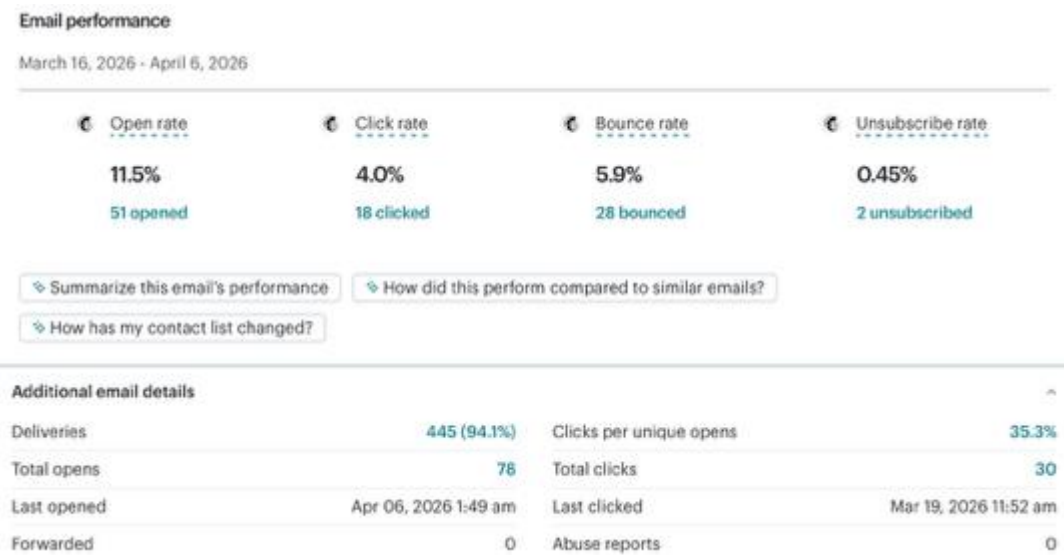 Email performance
March 16, 2026 - April 6, 2026
Open rate Click rate Bounce rate Unsubscribe rate
11.5% 4.0% 5.9% 0.45%
51 opened 18 clicked 28 bounced 2 unsubscribed
Summarize this email's performance How did this perform compared to similar emails?
How has my contact list changed?
Additional email details
Deliveries 445 (94.1%) Clicks per unique opens 35.3%
Total opens 78 Total clicks 30
Last opened Apr 06, 2026 1:49 am Last clicked Mar 19, 2026 11:52 am
Forwarded 0 Abuse reports 0